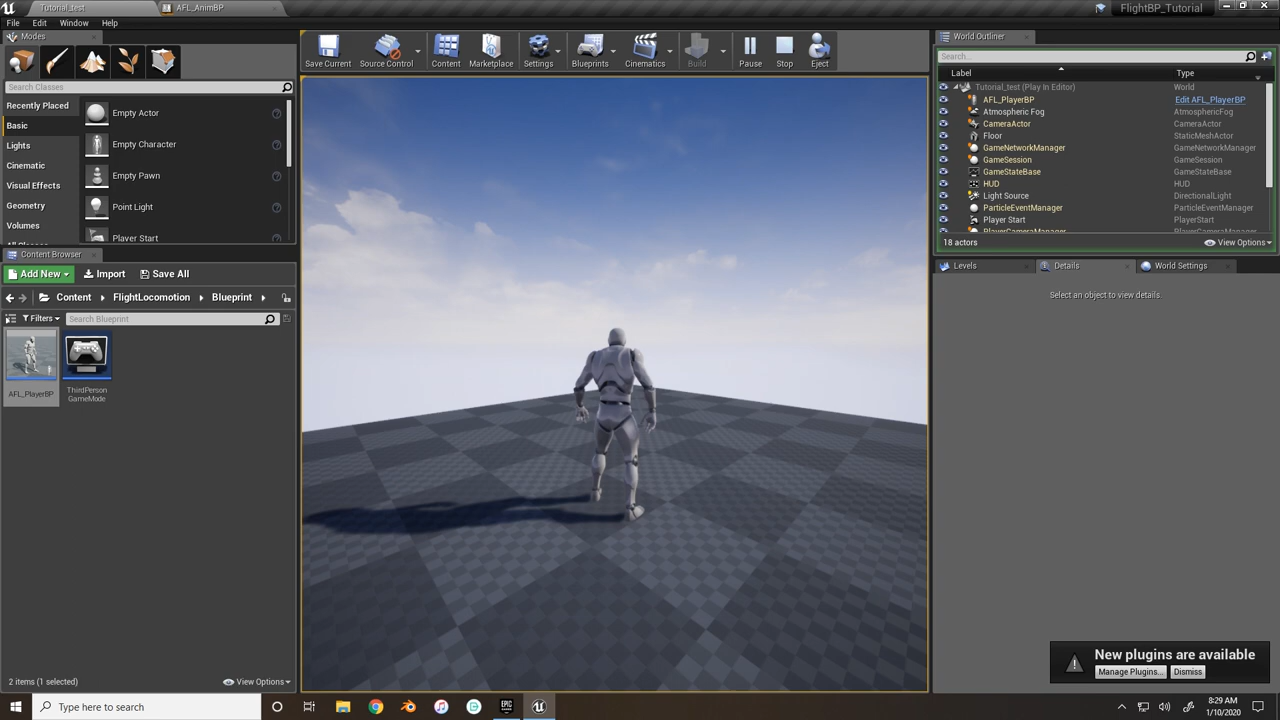 Tutorial_test
AFL_AnimBP
FlightBP_Tutorial
File Edit Window Help
Modes
Search Classes
Recently Placed
Basic
Lights
Cinematic
Visual Effects
Geometry
Volumes
Empty Actor
Empty Character
Empty Pawn
Point Light
Player Start
Save Current
Source Control
Content
Marketplace
Settings
Blueprints
Cinematics
Build
Pause
Stop
Eject
World Outliner
Search...
Label Type
Tutorial_test (Play In Editor) World
AFL_PlayerBP Edit AFL_PlayerBP
Atmospheric Fog AtmosphericFog
CameraActor CameraActor
Floor StaticMeshActor
GameNetworkManager GameNetworkManager
GameSession GameSession
GameStateBase GameStateBase
HUD HUD
Light Source DirectionalLight
ParticleEventManager ParticleEventManager
Player Start PlayerStart
PlayerCameraManager PlayerCameraManager
18 actors
View Options
Levels
Details
World Settings
Select an object to view details.
Content Browser
Add New
Import
Save All
Content
FlightLocomotion
Blueprint
Filters
Search Blueprint
AFL_PlayerBP
ThirdPerson
GameMode
2 items (1 selected)
View Options
New plugins are available
Manage Plugins...
Dismiss
Type here to search
EPIC
GAMES
8:29 AM
1/10/2020